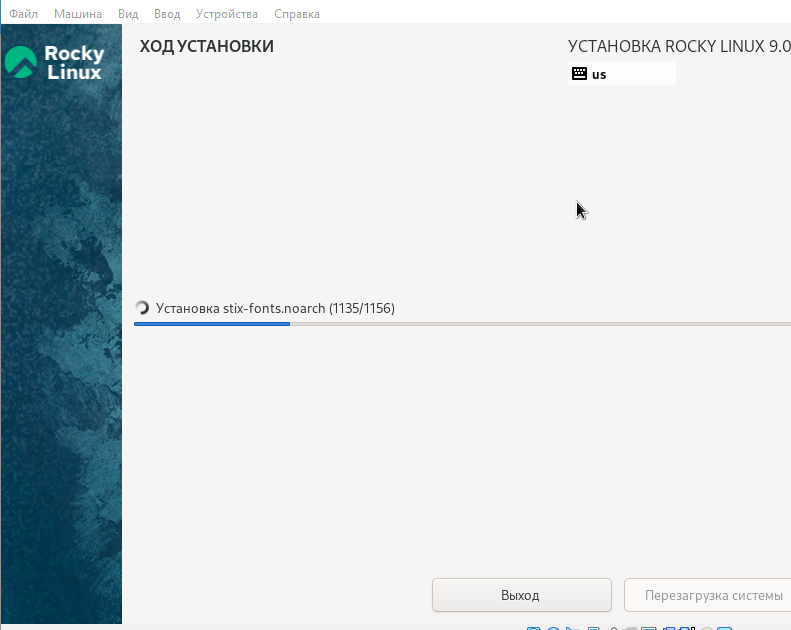 Файл Машина Вид Ввод Устройства Справка
Rocky
Linux
ХОД УСТАНОВКИ
УСТАНОВКА ROCKY LINUX 9.0
us
Установка stix-fonts.noarch (1135/1156)
Выход
Перезагрузка системы